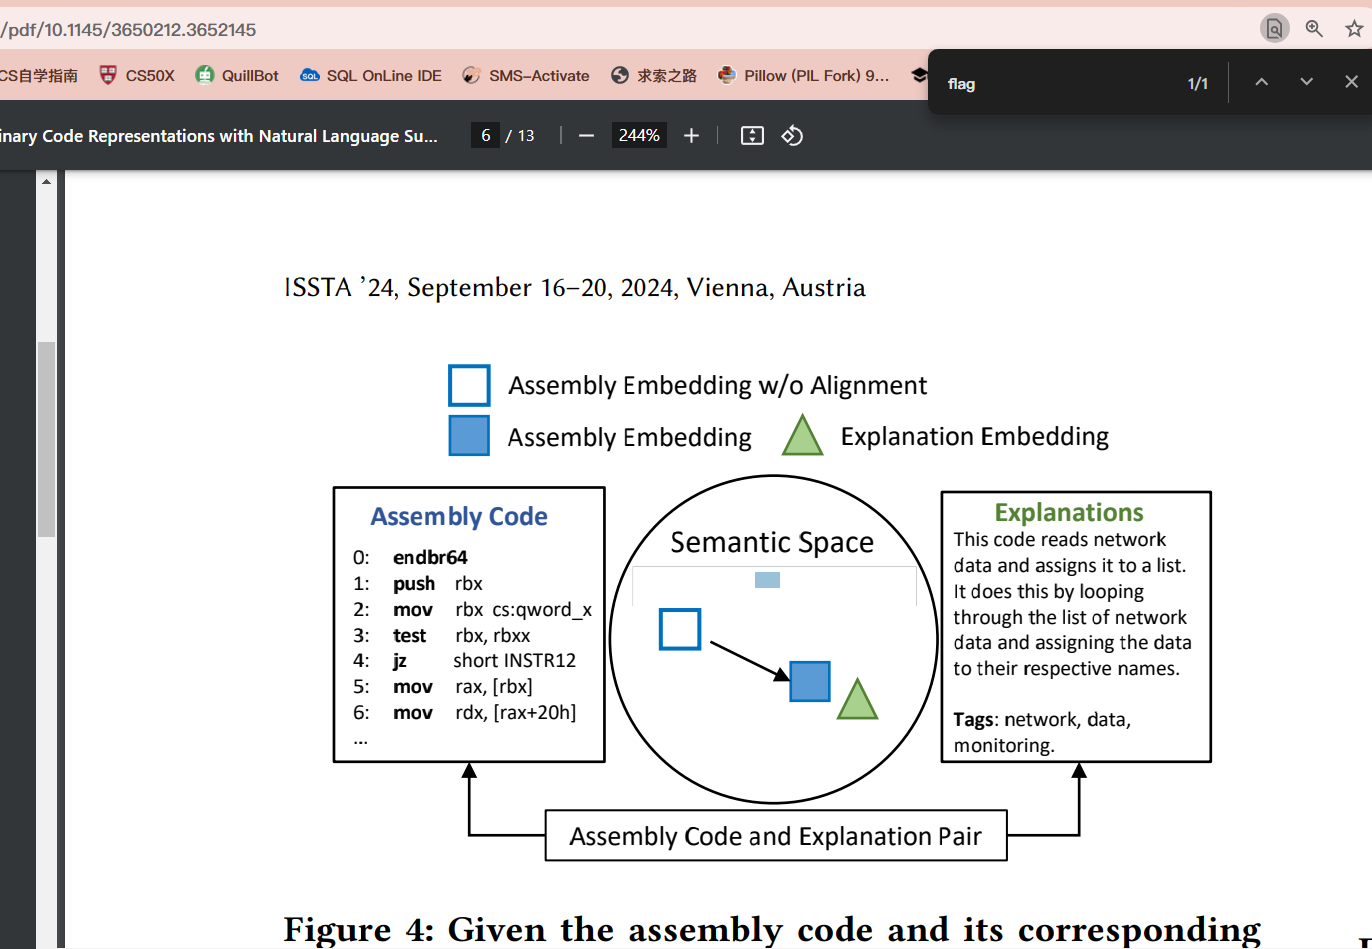 /pdf/10.1145/3650212.3652145
CS自学指南 CS50X QuillBot SQL OnLine IDE SMS-Activate 求索之路 Pillow (PIL Fork) 9...
flag 1/1
inary Code Representations with Natural Language Su... 6 / 13 244%
ISSTA ’24, September 16–20, 2024, Vienna, Austria
Assembly Embedding w/o Alignment
Assembly Embedding Explanation Embedding
Assembly Code
0: endbr64
1: push rbx
2: mov rbx cs:qword_x
3: test rbx, rbxx
4: jz short INSTR12
5: mov rax, [rbx]
6: mov rdx, [rax+20h]
...
Semantic Space
Explanations
This code reads network
data and assigns it to a list.
It does this by looping
through the list of network
data and assigning the data
to their respective names.
Tags: network, data,
monitoring.
Assembly Code and Explanation Pair
Figure 4: Given the assembly code and its corresponding